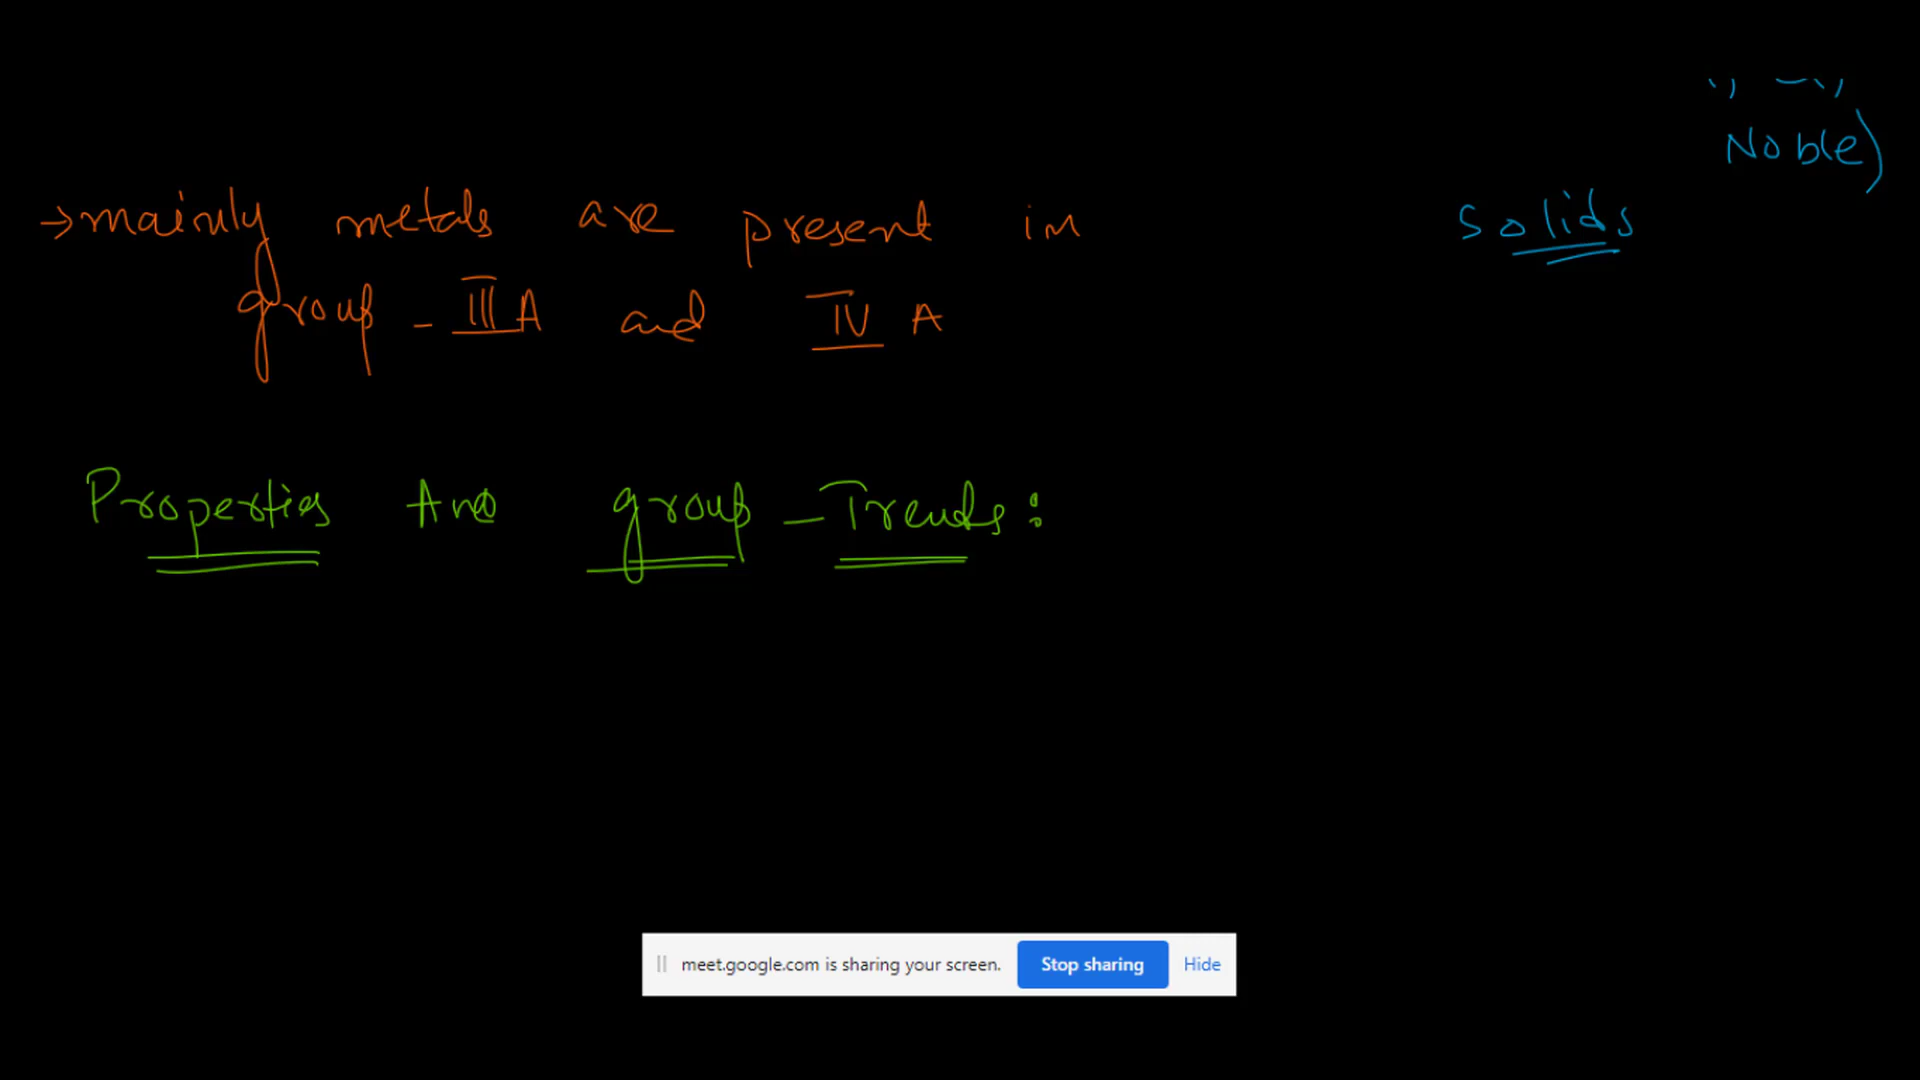 Noble)
→ mainly metals are present in
solids
group - III A and IV A
Properties And group - Trends:
meet.google.com is sharing your screen. Stop sharing Hide